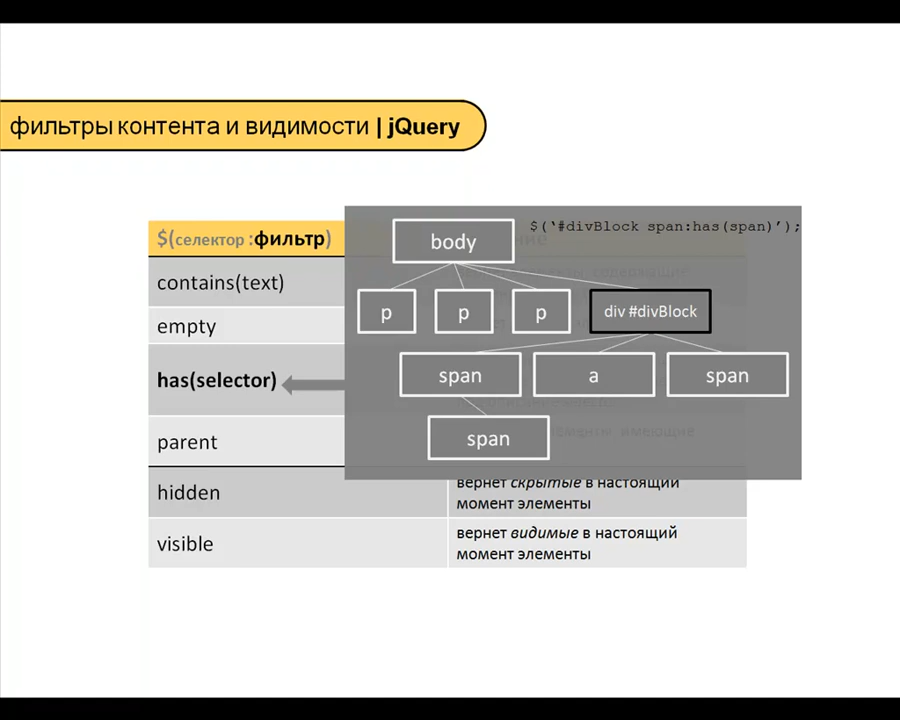 фильтры контента и видимости | jQuery
$(селектор :фильтр)
$(‘#divBlock span:has(span)’);
body
contains(text)
p
p
p
div #divBlock
empty
has(selector)
span
a
span
parent
span
hidden
вернет скрытые в настоящий
момент элементы
visible
вернет видимые в настоящий
момент элементы